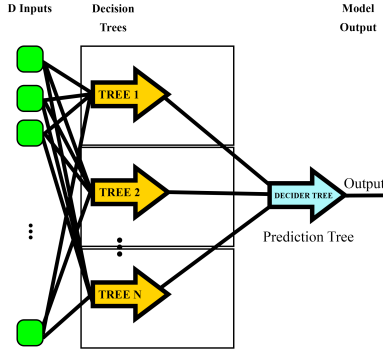 D Inputs
Decision
Trees
Model
Output
TREE 1
TREE 2
TREE N
DECIDER TREE
Output
Prediction Tree